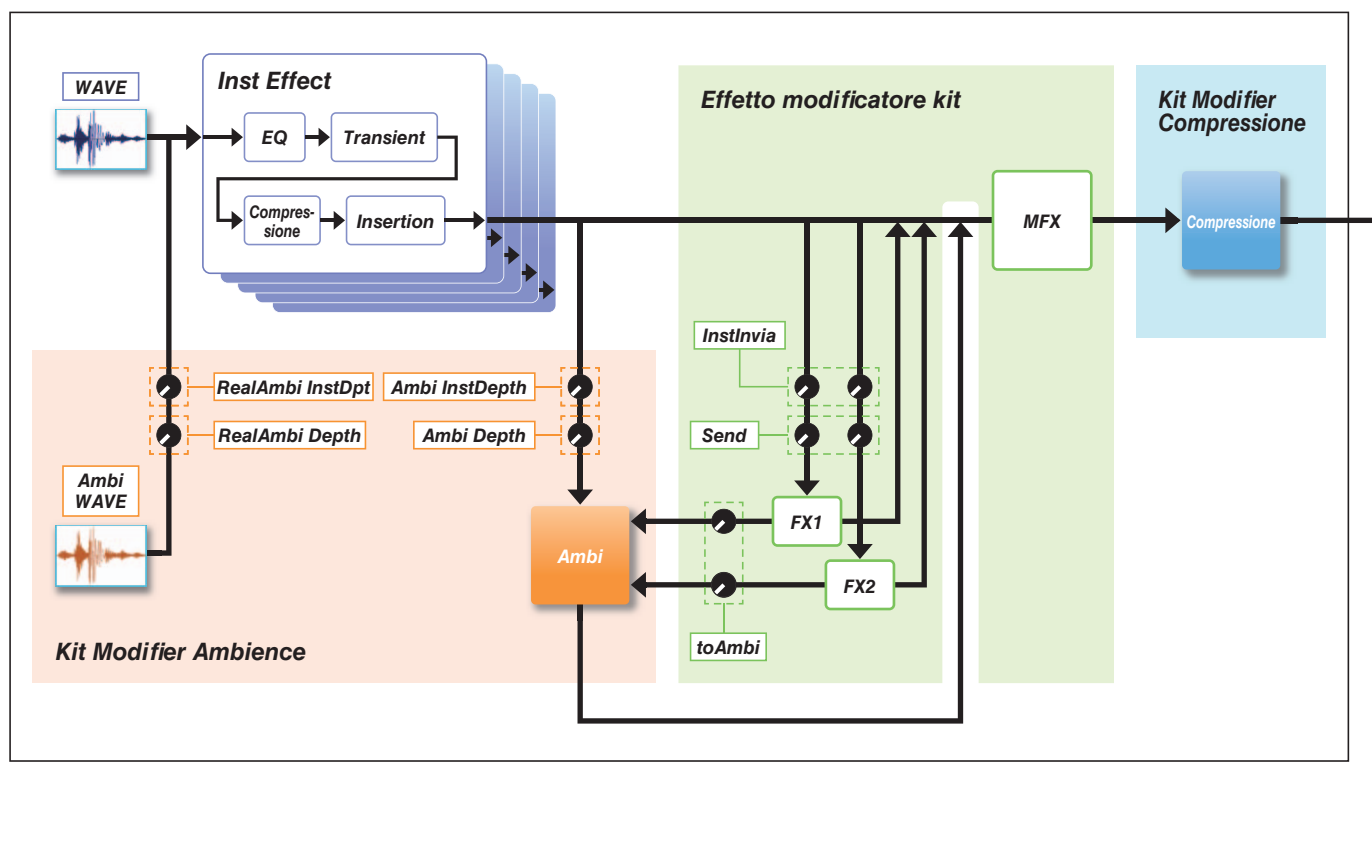 WAVE
Inst Effect
EQ
Transient
Compres-
sione
Insertion
Effetto modificatore kit
Kit Modifier
Compressione
MFX
Compressione
InstInvia
Send
RealAmbi InstDpt
Ambi InstDepth
RealAmbi Depth
Ambi Depth
Ambi
WAVE
Ambi
FX1
FX2
toAmbi
Kit Modifier Ambience